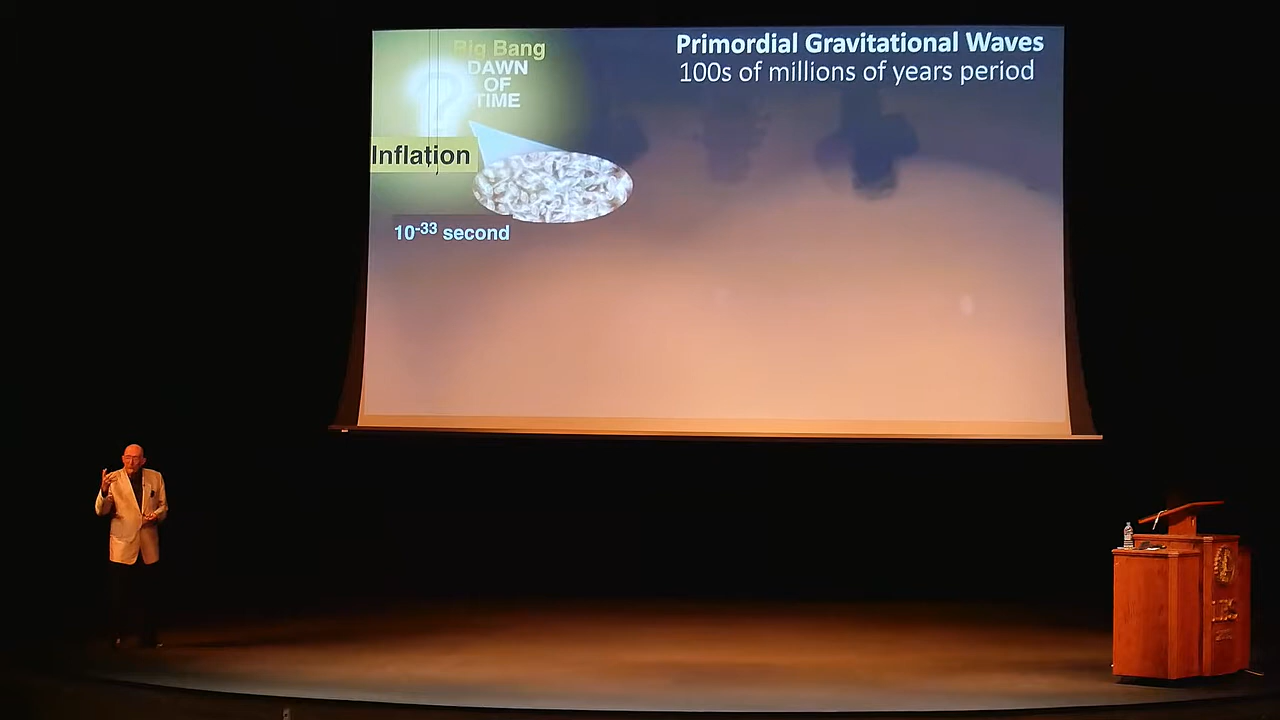 Primordial Gravitational Waves
100s of millions of years period
Big Bang
DAWN
OF
TIME
?
Inflation
10⁻³³ second